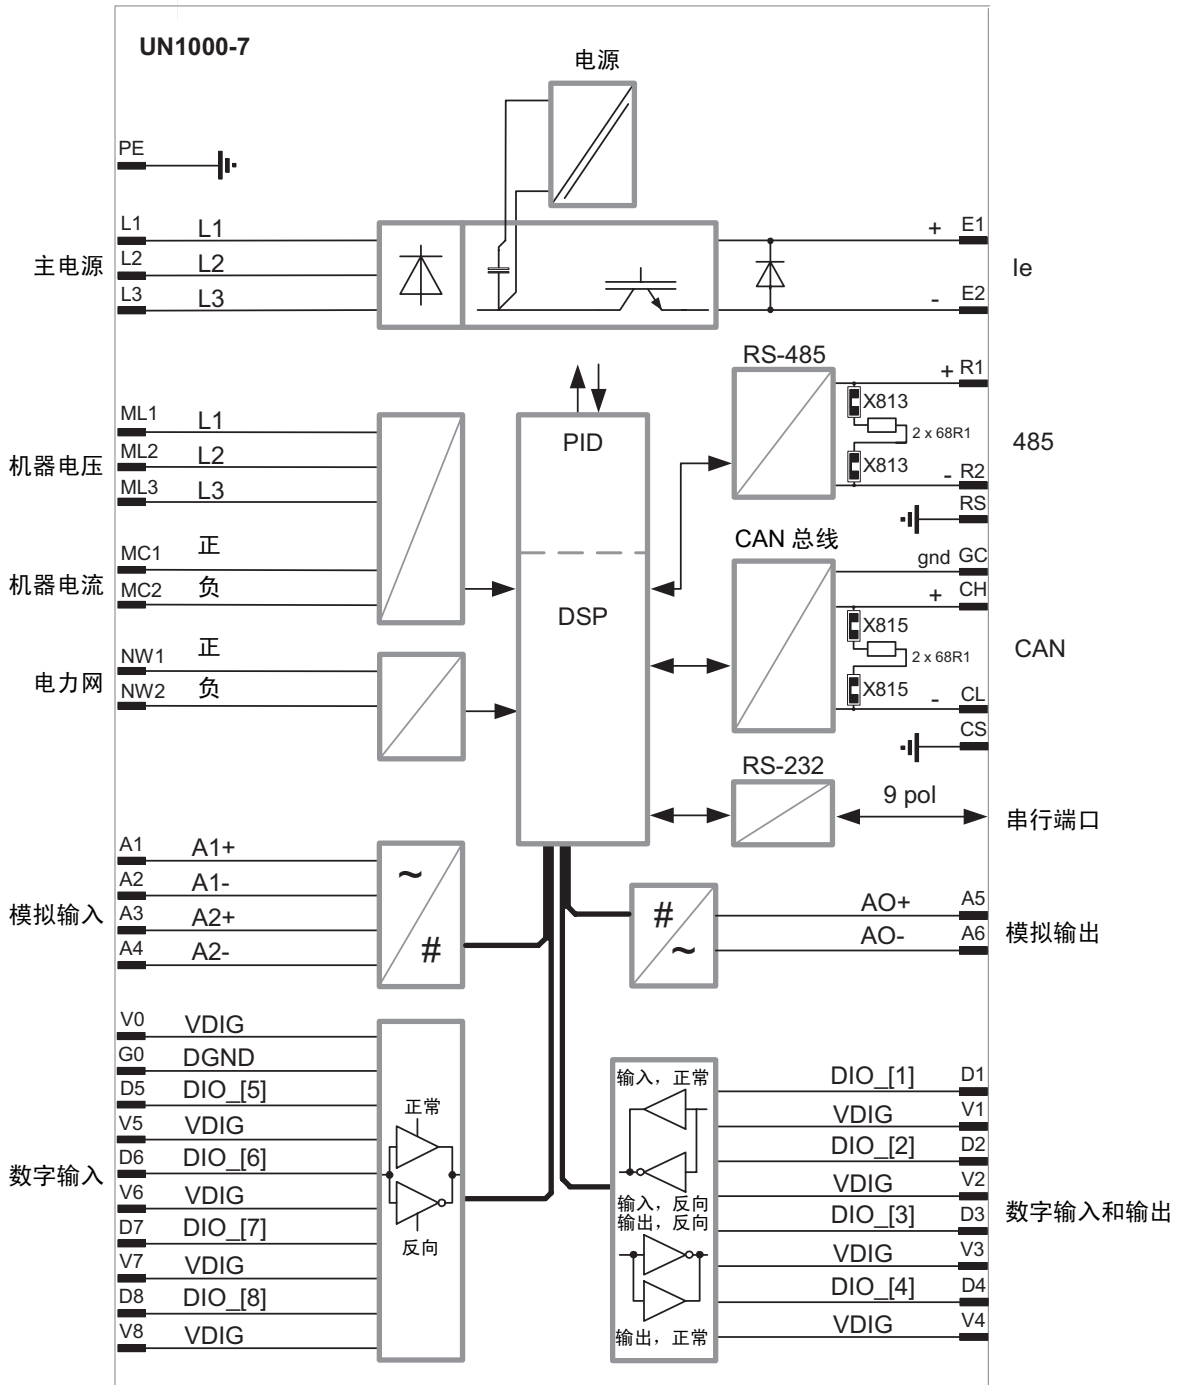 UN1000-7
电源
PE
主电源
L1 L1
L2 L2
L3 L3
+ E1
- E2
Ie
机器电压
ML1 L1
ML2 L2
ML3 L3
机器电流
MC1 正
MC2 负
电力网
NW1 正
NW2 负
PID
DSP
RS-485
+ R1
X813
2 x 68R1
X813
- R2
RS
485
CAN 总线
gnd GC
+ CH
X815
2 x 68R1
X815
- CL
CS
CAN
RS-232
9 pol
串行端口
模拟输入
A1 A1+
A2 A1-
A3 A2+
A4 A2-
~
#
#
~
AO+ A5
AO- A6
模拟输出
数字输入
V0 VDIG
G0 DGND
D5 DIO_[5]
V5 VDIG
D6 DIO_[6]
V6 VDIG
D7 DIO_[7]
V7 VDIG
D8 DIO_[8]
V8 VDIG
正常
反向
输入，正常
输入，反向
输出，反向
输出，正常
DIO_[1] D1
VDIG V1
DIO_[2] D2
VDIG V2
DIO_[3] D3
VDIG V3
DIO_[4] D4
VDIG V4
数字输入和输出